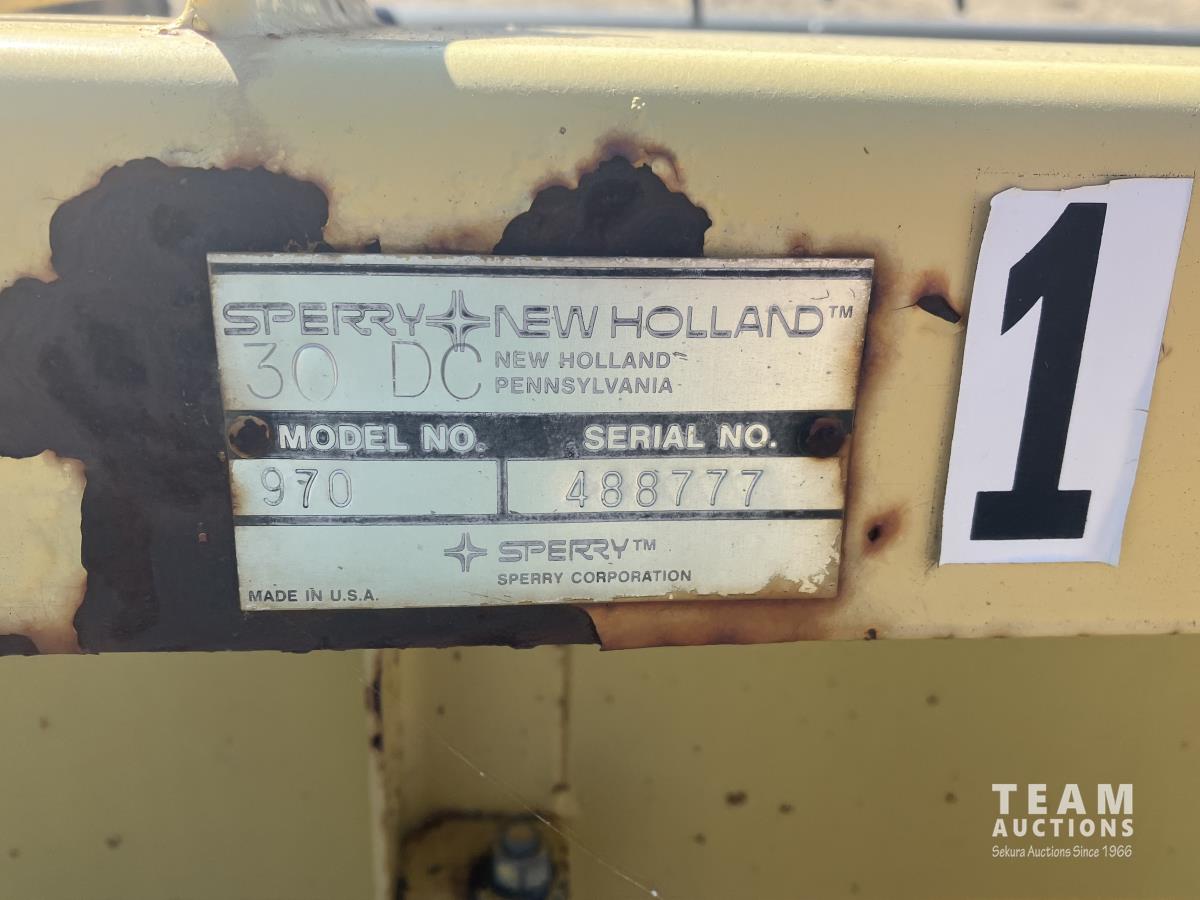 SPERRY NEW HOLLAND™
30 DC
NEW HOLLAND
PENNSYLVANIA
MODEL NO. SERIAL NO.
970 488777
SPERRY™
SPERRY CORPORATION
MADE IN U.S.A.
1
TEAM
AUCTIONS
Sekura Auctions Since 1966